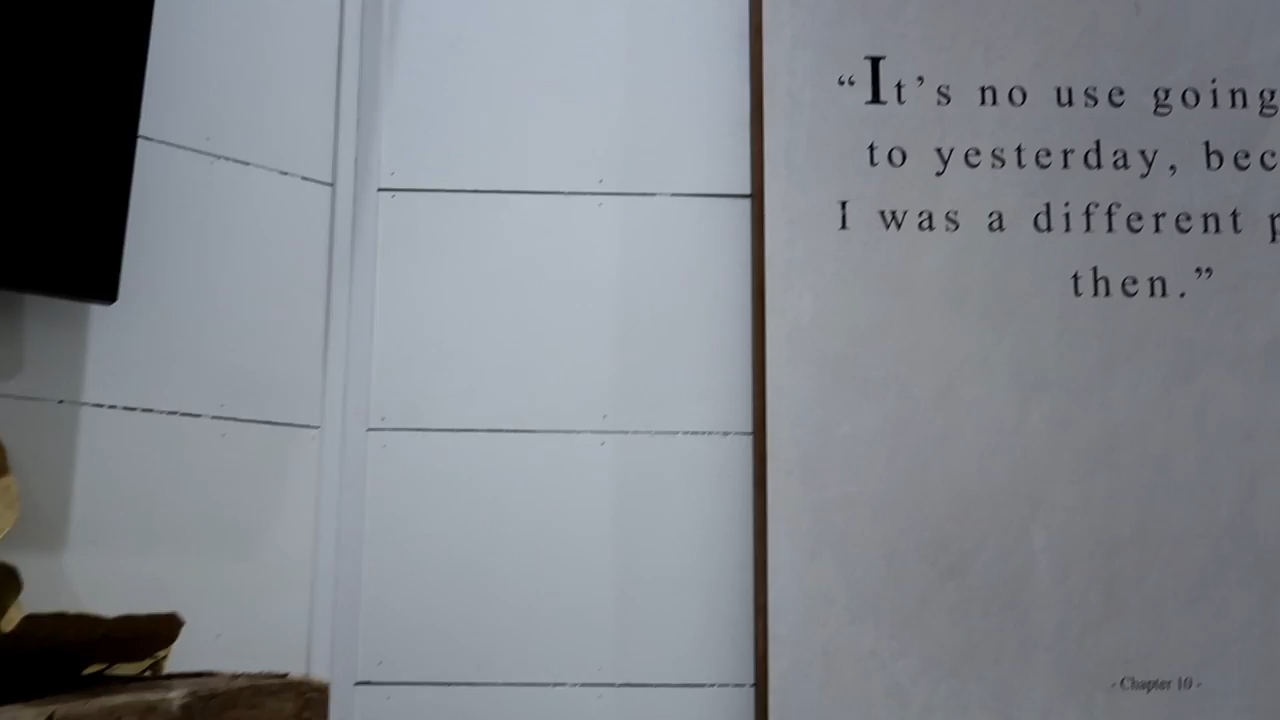 “It’s no use going
to yesterday, bec
I was a different p
then.”
- Chapter 10 -